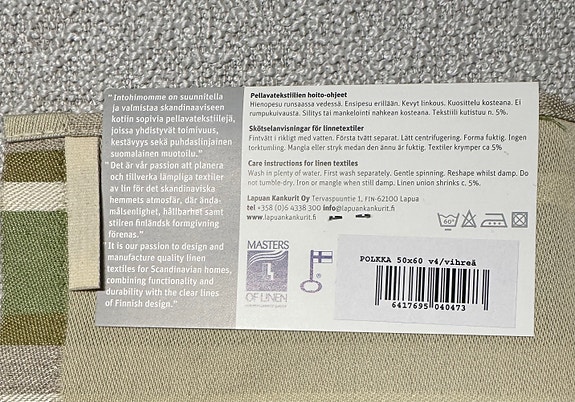 "Intohimomme on suunnitella
ja valmistaa skandinaaviseen
kotiin sopivia pellavatekstiilejä,
joissa yhdistyvät toimivuus,
kestävyys sekä puhdaslinjainen
suomalainen muotoilu."
"Det är vår passion att planera
och tillverka lämpliga textiler
av lin för det skandinaviska
hemmets atmosfär, där ända-
målsenlighet, hållbarhet samt
stilren finländsk formgivning
förenas."
"It is our passion to design and
manufacture quality linen
textiles for Scandinavian homes,
combining functionality and
durability with the clear lines
of Finnish design."
Pellavatekstiilien hoito-ohjeet
Hienopesu runsaassa vedessä. Ensipesu erillään. Kevyt linkous. Kuosittelu kosteana. Ei
rumpukuivausta. Silitys tai mankelointi nahkean kosteana. Tekstiili kutistuu n. 5%.
Skötselanvisningar för linnetextiler
Fintvätt i rikligt med vatten. Första tvätt separat. Lätt centrifugering. Forma fuktig. Ingen
torktumling. Mangla eller stryk medan den ännu är fuktig. Textiler krymper ca 5%
Care instructions for linen textiles
Wash in plenty of water. First wash separately. Gentle spinning. Reshape whilst damp. Do
not tumble-dry. Iron or mangle when still damp. Linen union shrinks c. 5%.
Lapuan Kankurit Oy Tervaspuuntie 1, FIN-62100 Lapua
tel +358 (0)6 4338 300 info@lapuankankurit.fi
www.lapuankankurit.fi
60°
MASTERS
OF LINEN
®
POLKKA 50x60 v4/vihreä
6417695 040473